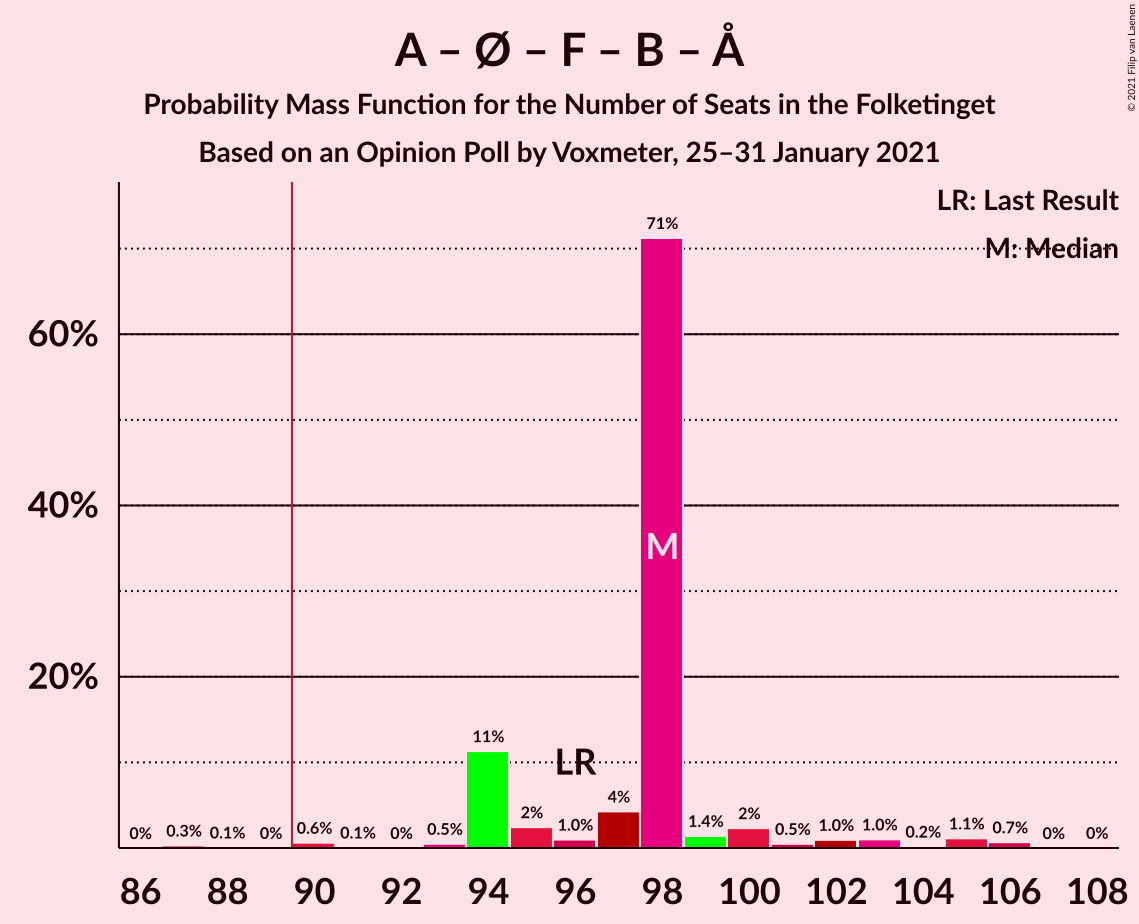 A – Ø – F – B – Å
Probability Mass Function for the Number of Seats in the Folketinget
Based on an Opinion Poll by Voxmeter, 25–31 January 2021
© 2021 Filip van Laenen
LR: Last Result
M: Median
60%
40%
20%
0% 0.3% 0.1% 0% 0.6% 0.1% 0% 0.5% 11% 2% 1.0% 4% 71% 1.4% 2% 0.5% 1.0% 1.0% 0.2% 1.1% 0.7% 0% 0%
LR
M
86 88 90 92 94 96 98 100 102 104 106 108